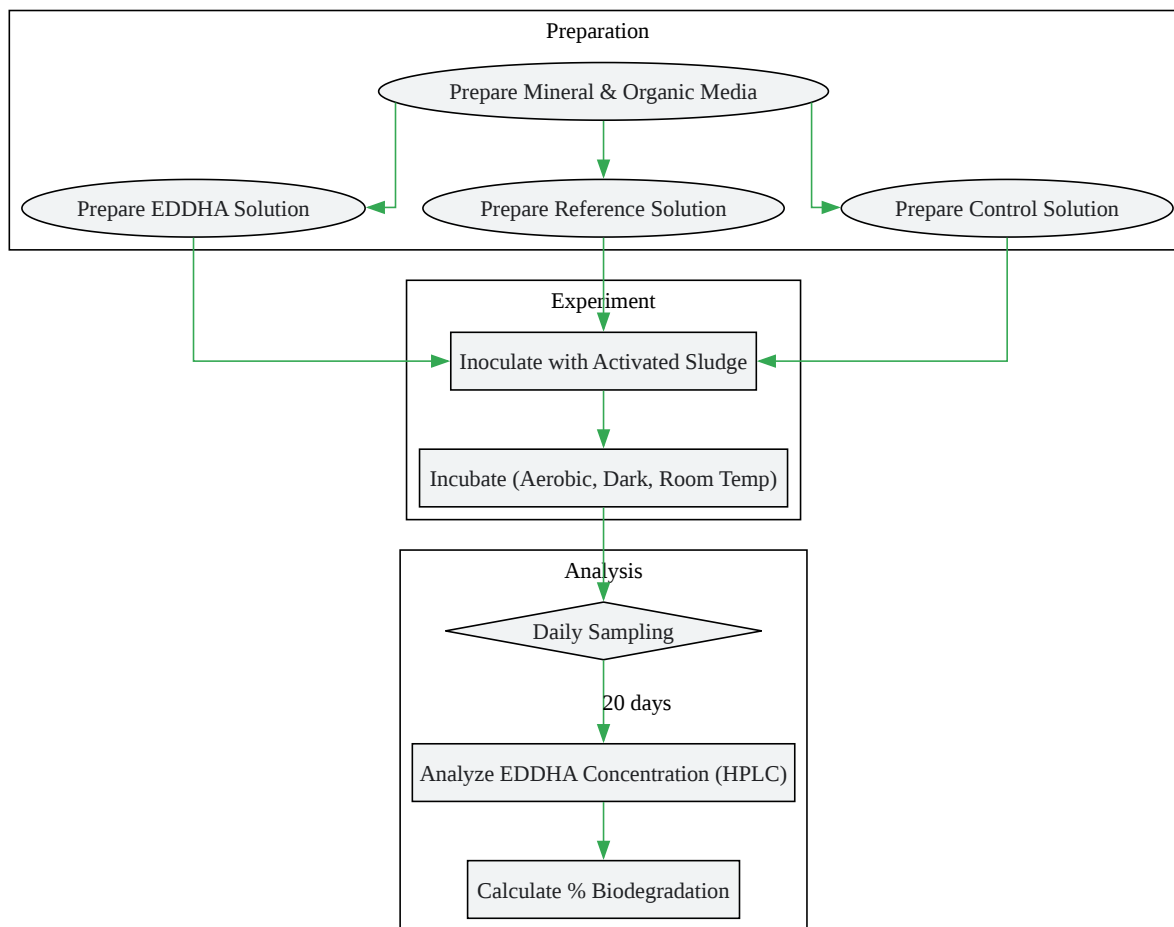 Preparation
Prepare Mineral & Organic Media
Prepare EDDHA Solution
Prepare Reference Solution
Prepare Control Solution
Experiment
Inoculate with Activated Sludge
Incubate (Aerobic, Dark, Room Temp)
Analysis
Daily Sampling
20 days
Analyze EDDHA Concentration (HPLC)
Calculate % Biodegradation